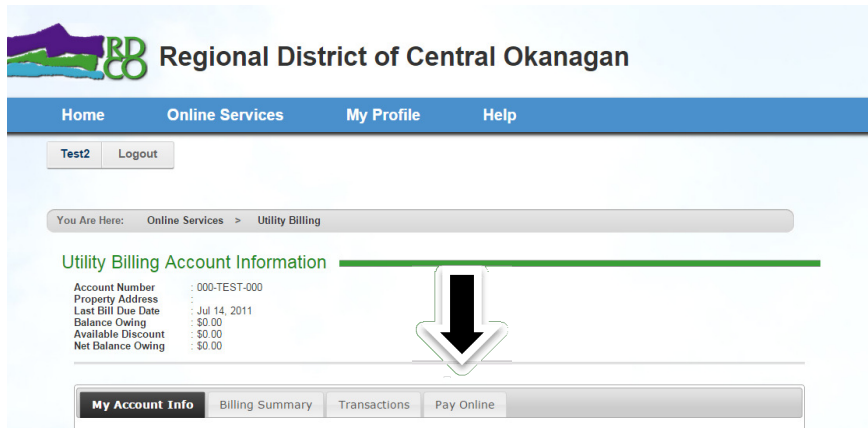 RD
CO
Regional District of Central Okanagan
Home Online Services My Profile Help
Test2 Logout
You Are Here: Online Services > Utility Billing
Utility Billing Account Information
Account Number : 000-TEST-000
Property Address :
Last Bill Due Date : Jul 14, 2011
Balance Owing : $0.00
Available Discount : $0.00
Net Balance Owing : $0.00
My Account Info Billing Summary Transactions Pay Online